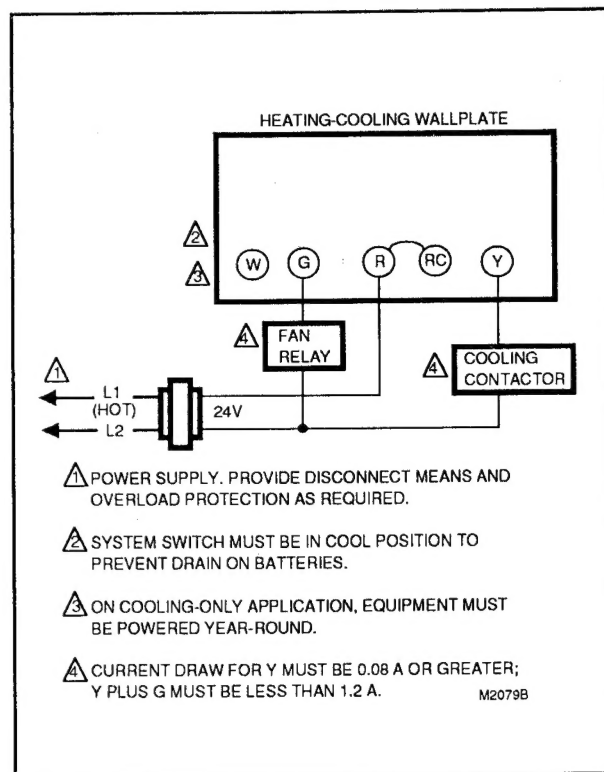 HEATING-COOLING WALLPLATE
2
3
W
G
R
RC
Y
4
FAN
RELAY
4
COOLING
CONTACTOR
1
L1
(HOT)
L2
24V
1 POWER SUPPLY. PROVIDE DISCONNECT MEANS AND
OVERLOAD PROTECTION AS REQUIRED.
2 SYSTEM SWITCH MUST BE IN COOL POSITION TO
PREVENT DRAIN ON BATTERIES.
3 ON COOLING-ONLY APPLICATION, EQUIPMENT MUST
BE POWERED YEAR-ROUND.
4 CURRENT DRAW FOR Y MUST BE 0.08 A OR GREATER;
Y PLUS G MUST BE LESS THAN 1.2 A.
M2079B